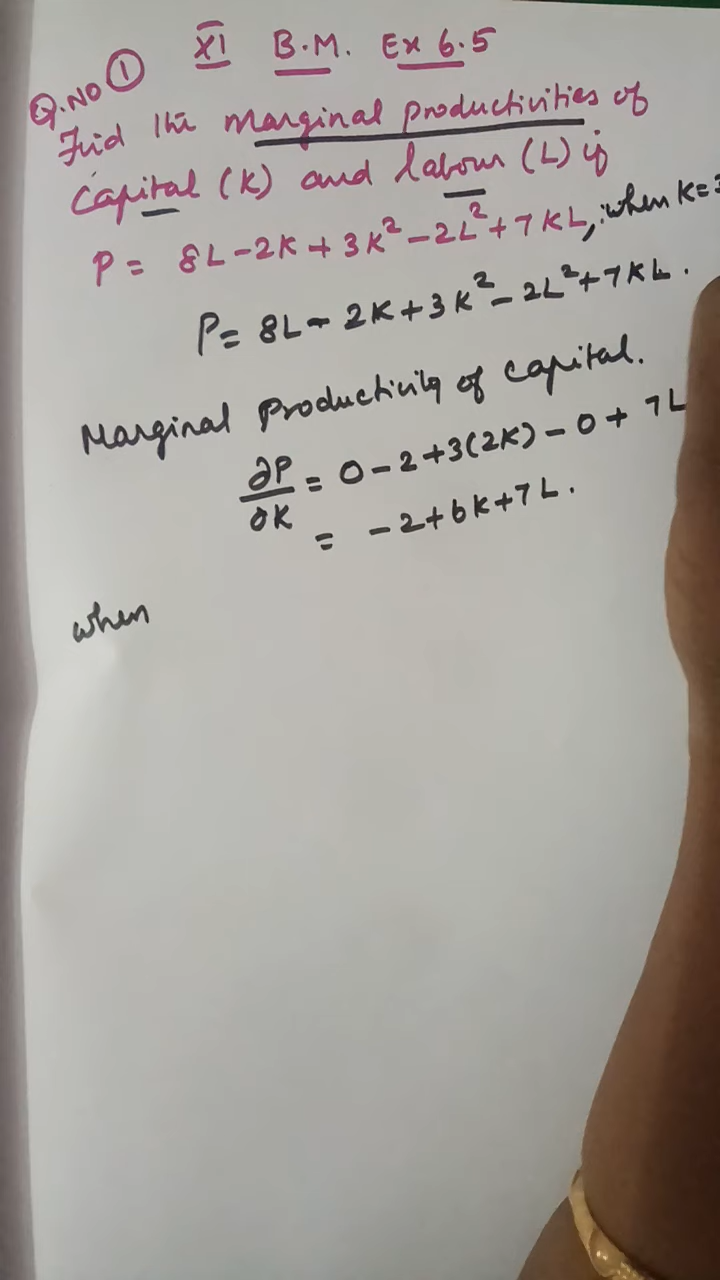 XI B.M. Ex 6.5
Q.NO ①
Find the marginal productivities of
capital (K) and labour (L) if
P = 8L-2K+3K²-2L²+7KL, when K=3
P= 8L-2K+3K²-2L²+7KL.
Marginal Productivity of capital.
∂P/∂K = 0-2+3(2K)-0+7L
= -2+6K+7L.
when